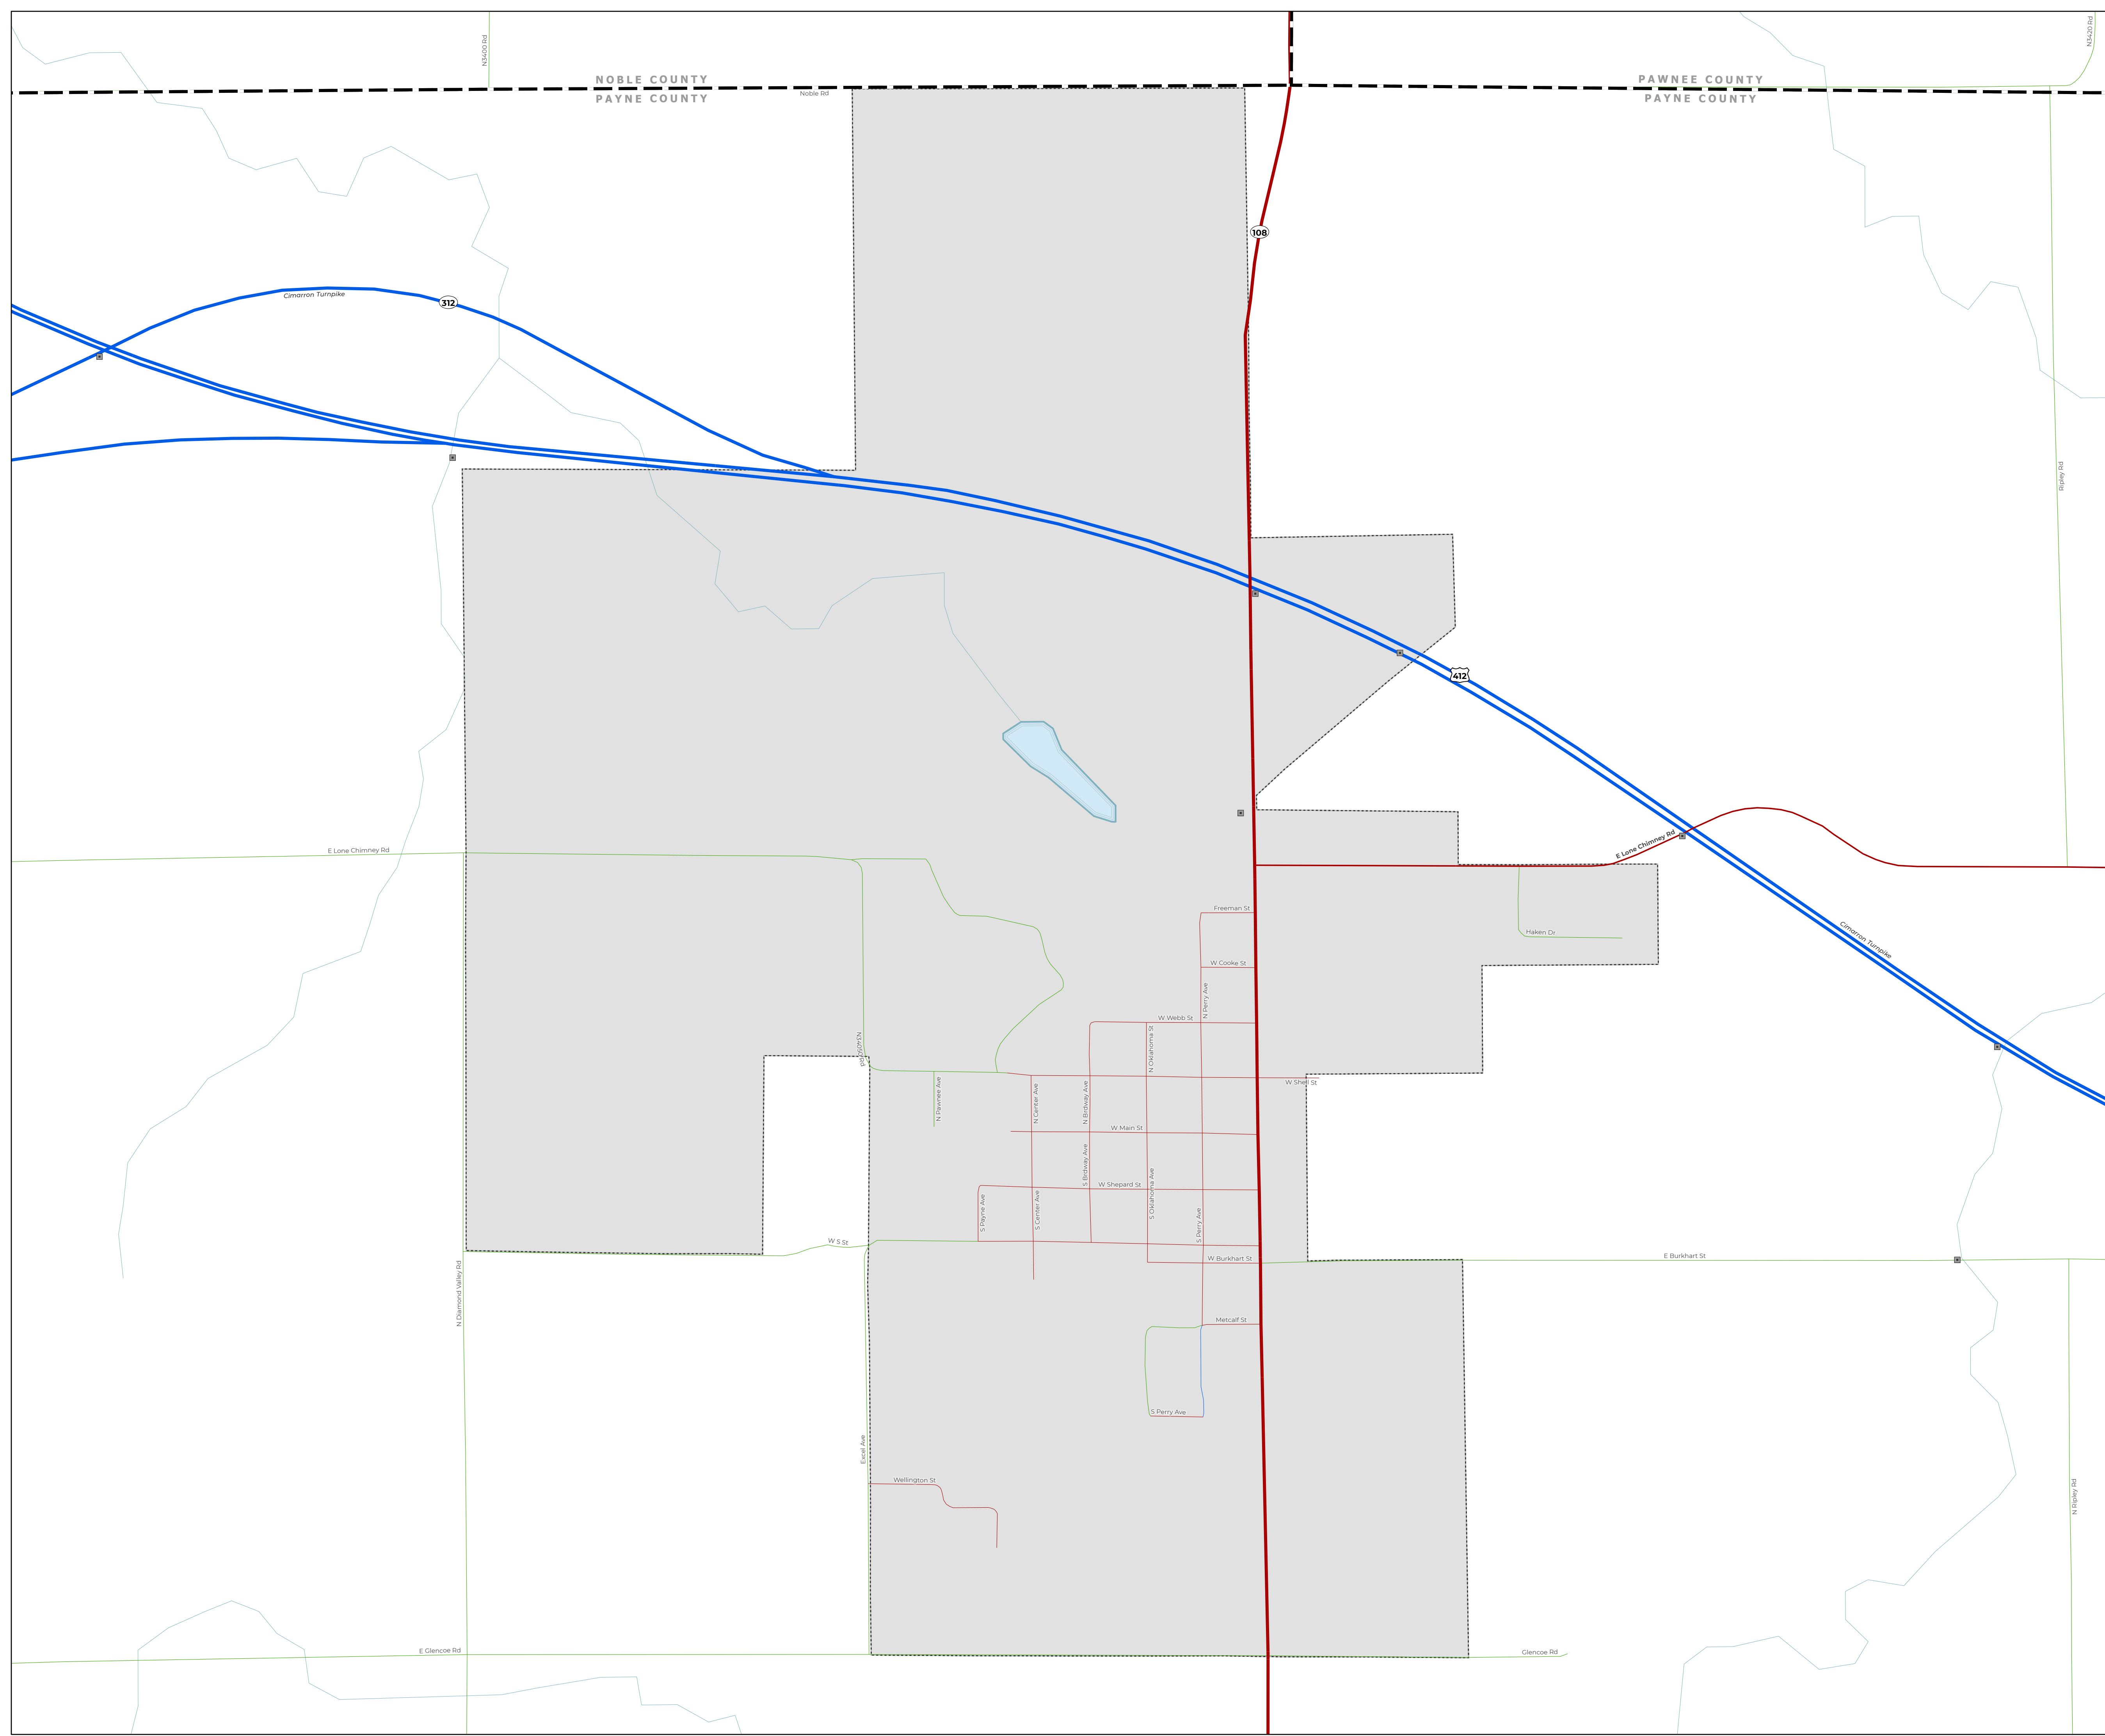 N3400 Rd
N3420 Rd
NOBLE COUNTY
PAYNE COUNTY
PAWNEE COUNTY
PAYNE COUNTY
Noble Rd
108
Cimarron Turnpike
312
Ripley Rd
412
E Lone Chimney Rd
E Lone Chimney Rd
Freeman St
Haken Dr
Cimarron Turnpike
W Cooke St
N Perry Ave
W Webb St
N Oklahoma St
N3405 Rd
W Shell St
N Pawnee Ave
N Center Ave
N Brdway Ave
W Main St
S Brdway Ave
W Shepard St
S Oklahoma Ave
S Payne Ave
S Center Ave
S Perry Ave
W S St
W Burkhart St
E Burkhart St
N Diamond Valley Rd
Metcalf St
S Perry Ave
Excel Ave
Wellington St
N Ripley Rd
E Glencoe Rd
Glencoe Rd